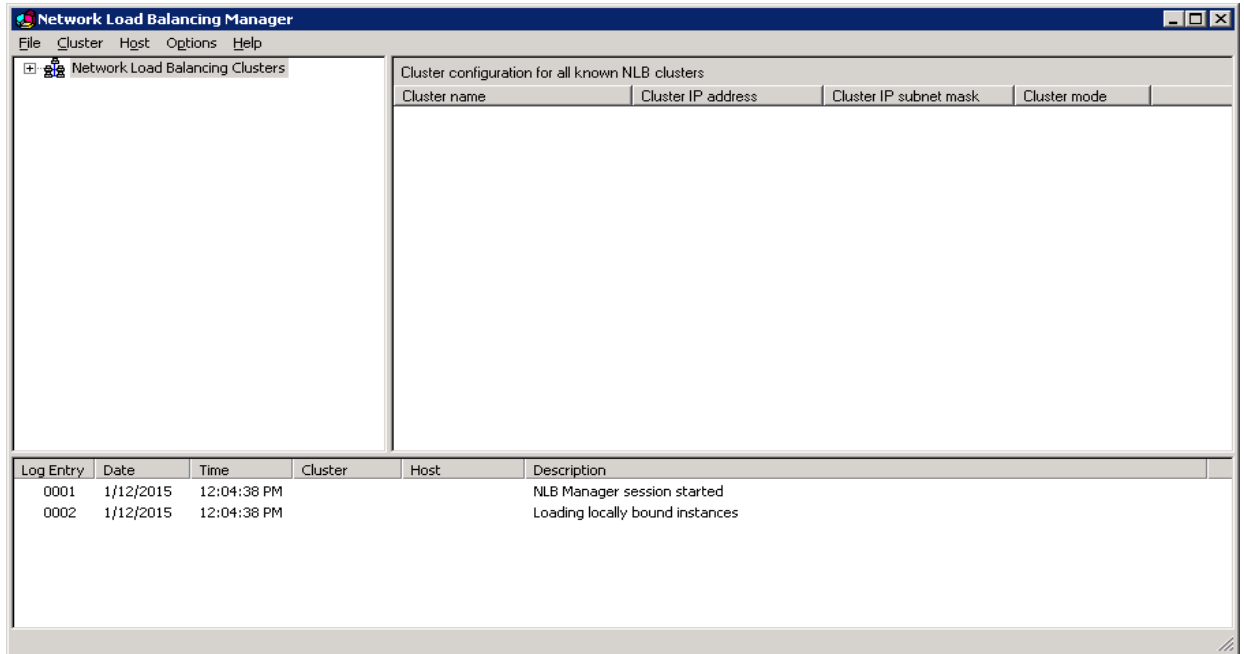 Network Load Balancing Manager
File Cluster Host Options Help
Network Load Balancing Clusters
Cluster configuration for all known NLB clusters
Cluster name Cluster IP address Cluster IP subnet mask Cluster mode
Log Entry Date Time Cluster Host Description
0001 1/12/2015 12:04:38 PM NLB Manager session started
0002 1/12/2015 12:04:38 PM Loading locally bound instances